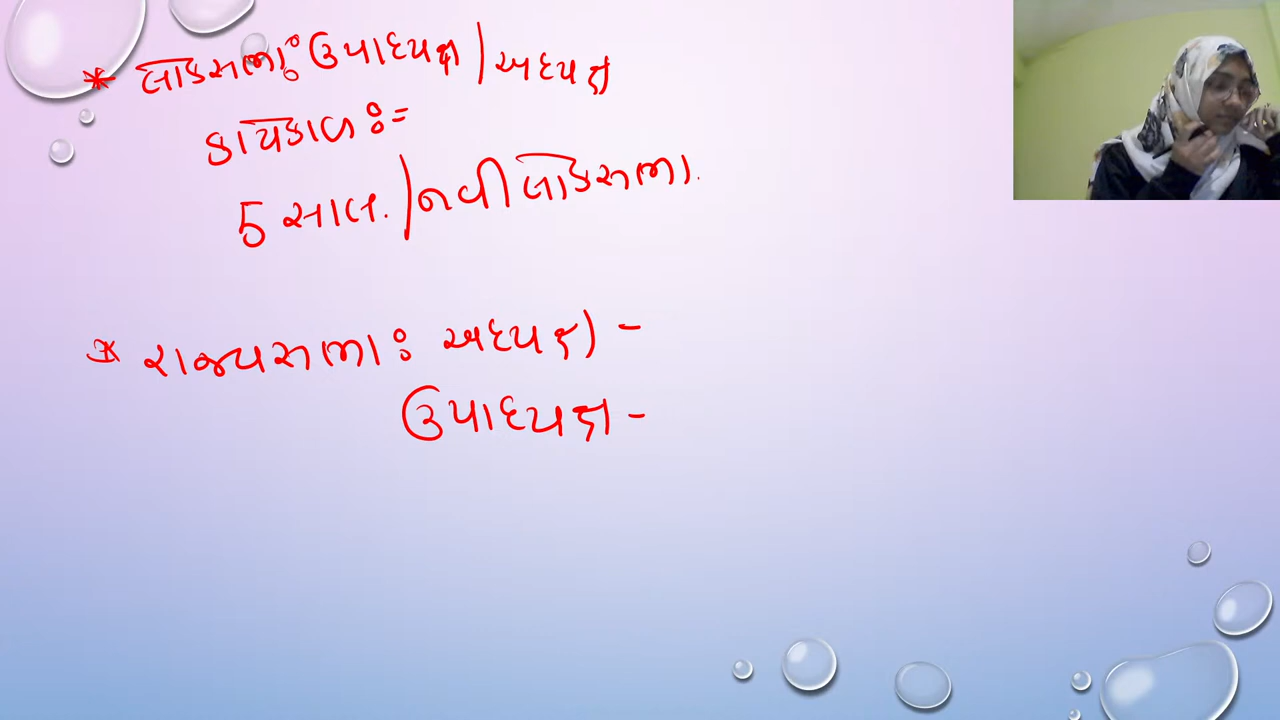 * લોકસભાઃ ઉપાધ્યક્ષ / અધ્યક્ષ
કાર્યકાળ ઃ=
5 સાલ. / નવી લોકસભા.
* રાજ્યસભાઃ અધ્યક્ષ -
ઉપાધ્યક્ષ -